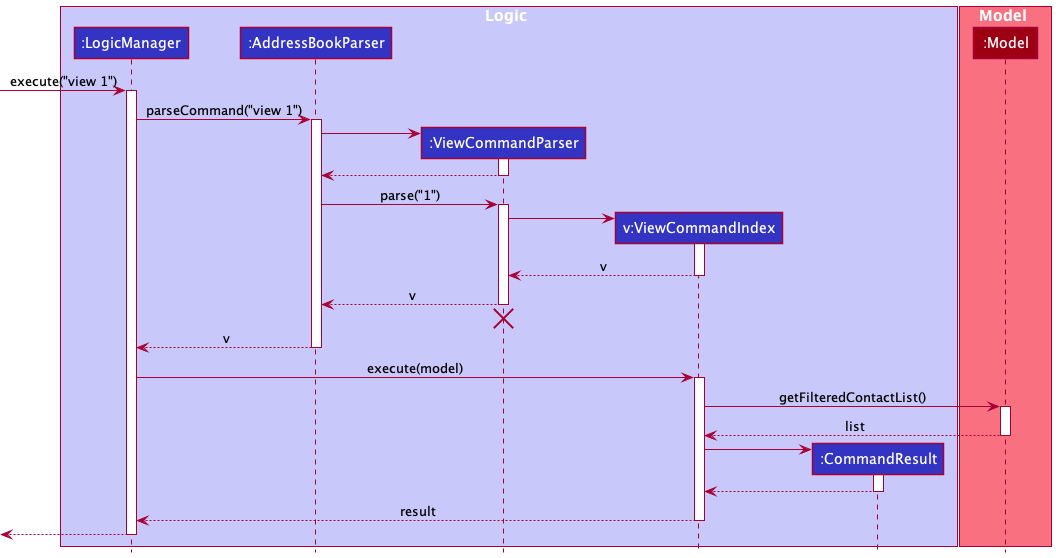 Logic
Model
:LogicManager
:AddressBookParser
:Model
execute("view 1")
parseCommand("view 1")
:ViewCommandParser
parse("1")
v:ViewCommandIndex
v
v
v
execute(model)
getFilteredContactList()
list
:CommandResult
result